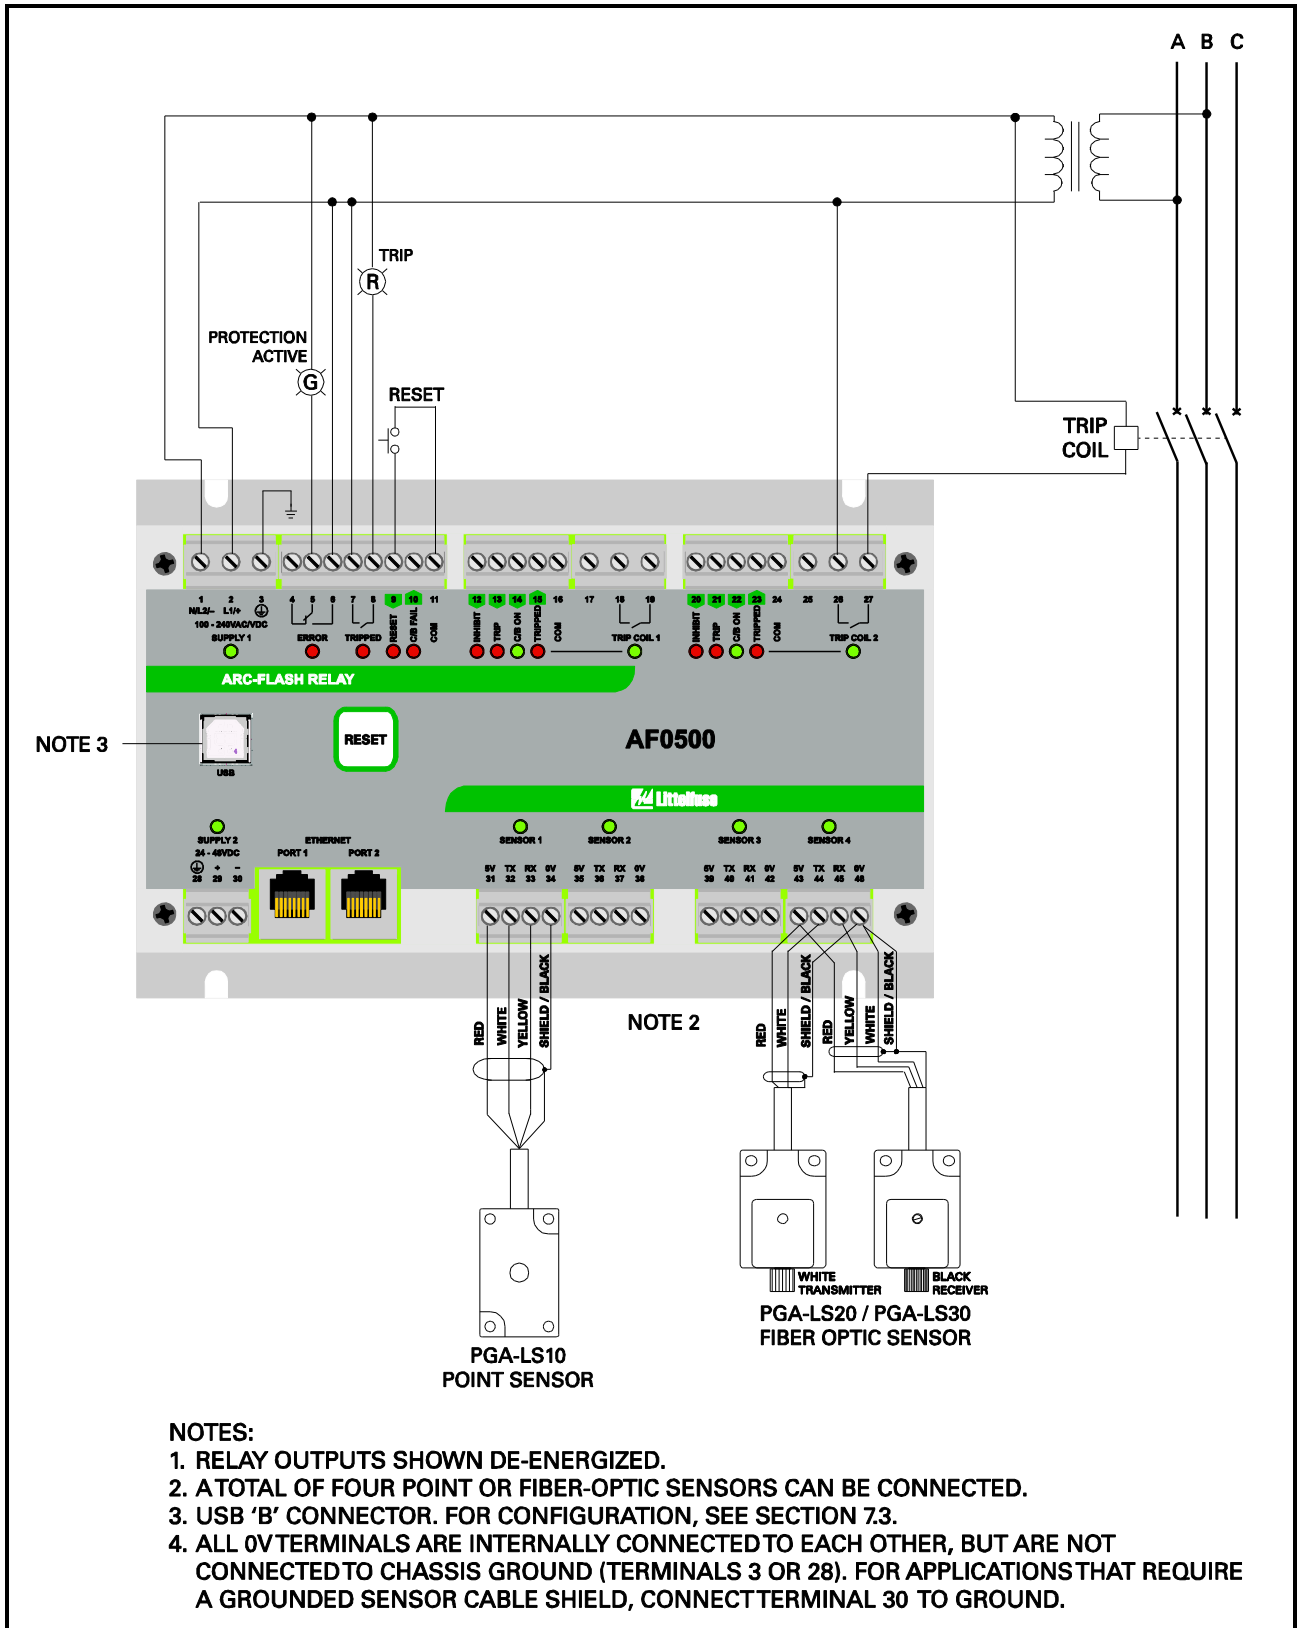 A B C
TRIP
R
PROTECTION
ACTIVE
G
RESET
TRIP
COIL
1 2 3 4 5 6 7 8 9 10 11 12 13 14 15 16 17 18 19 20 21 22 23 24 25 26 27
N/L2/– L1/+
100 - 240VAC/VDC
SUPPLY 1
ERROR
TRIPPED
RESET
C/B FAIL
COM
INHIBIT
TRIP
C/B ON
TRIPPED
COM
TRIP COIL 1
INHIBIT
TRIP
C/B ON
TRIPPED
COM
TRIP COIL 2
ARC-FLASH RELAY
NOTE 3
USB
RESET
AF0500
Littelfuse
SUPPLY 2
24 - 48VDC
+ –
28 29 30
ETHERNET
PORT 1 PORT 2
SENSOR 1 SENSOR 2 SENSOR 3 SENSOR 4
5V TX RX 0V 5V TX RX 0V 5V TX RX 0V 5V TX RX 0V
31 32 33 34 35 36 37 38 39 40 41 42 43 44 45 46
RED
WHITE
YELLOW
SHIELD / BLACK
NOTE 2
RED
WHITE
SHIELD / BLACK
RED
YELLOW
WHITE
SHIELD / BLACK
WHITE
TRANSMITTER
BLACK
RECEIVER
PGA-LS20 / PGA-LS30
FIBER OPTIC SENSOR
PGA-LS10
POINT SENSOR
NOTES:
1. RELAY OUTPUTS SHOWN DE-ENERGIZED.
2. A TOTAL OF FOUR POINT OR FIBER-OPTIC SENSORS CAN BE CONNECTED.
3. USB ‘B’ CONNECTOR. FOR CONFIGURATION, SEE SECTION 7.3.
4. ALL 0V TERMINALS ARE INTERNALLY CONNECTED TO EACH OTHER, BUT ARE NOT
CONNECTED TO CHASSIS GROUND (TERMINALS 3 OR 28). FOR APPLICATIONS THAT REQUIRE
A GROUNDED SENSOR CABLE SHIELD, CONNECT TERMINAL 30 TO GROUND.